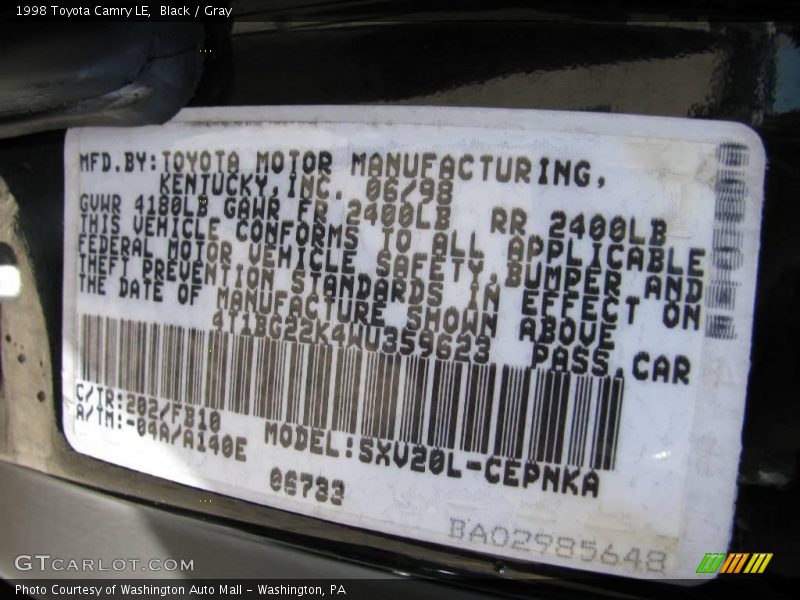 1998 Toyota Camry LE,  Black / Gray
MFD.BY:TOYOTA MOTOR MANUFACTURING,
KENTUCKY,INC. 06/98
GVWR 4180LB GAWR FR 2400LB RR 2400LB
THIS VEHICLE CONFORMS TO ALL APPLICABLE
FEDERAL MOTOR VEHICLE SAFETY,BUMPER AND
THEFT PREVENTION STANDARDS IN EFFECT ON
THE DATE OF MANUFACTURE SHOWN ABOVE
4T1BG22K4WU359623 PASS.CAR
C/TR:202/FB10
A/TM:-04A/A140E MODEL:SXV20L-CEPNKA
06733
BA02985648
GTCARLOT.COM
Photo Courtesy of Washington Auto Mall - Washington, PA